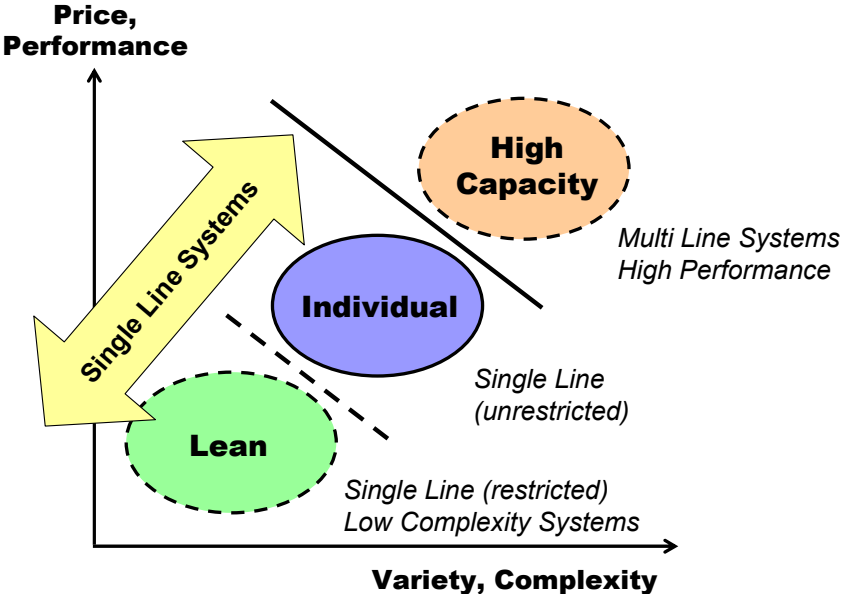 Price,
Performance
High
Capacity
Single Line Systems
Multi Line Systems
High Performance
Individual
Single Line
(unrestricted)
Lean
Single Line (restricted)
Low Complexity Systems
Variety, Complexity